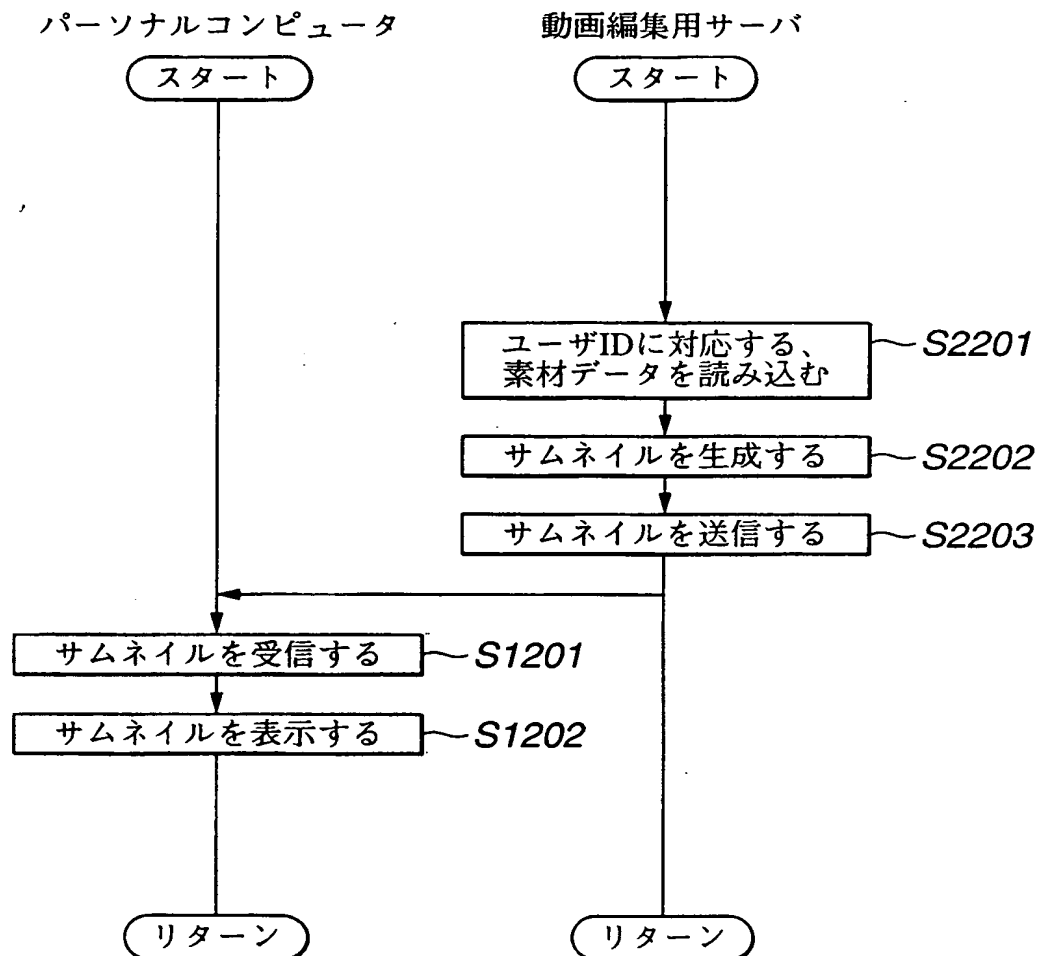 パーソナルコンピュータ
動画編集用サーバ
スタート
スタート
ユーザIDに対応する、
素材データを読み込む
S2201
サムネイルを生成する
S2202
サムネイルを送信する
S2203
サムネイルを受信する
S1201
サムネイルを表示する
S1202
リターン
リターン